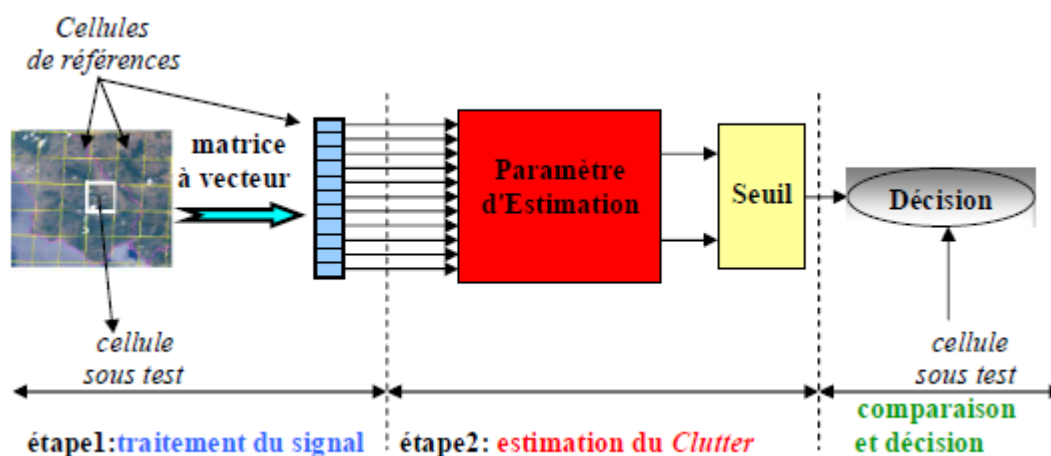 Cellules
de références
matrice
à vecteur
Paramètre
d'Estimation
Seuil
Décision
cellule
sous test
cellule
sous test
étape1:traitement du signal
étape2: estimation du Clutter
comparaison
et décision